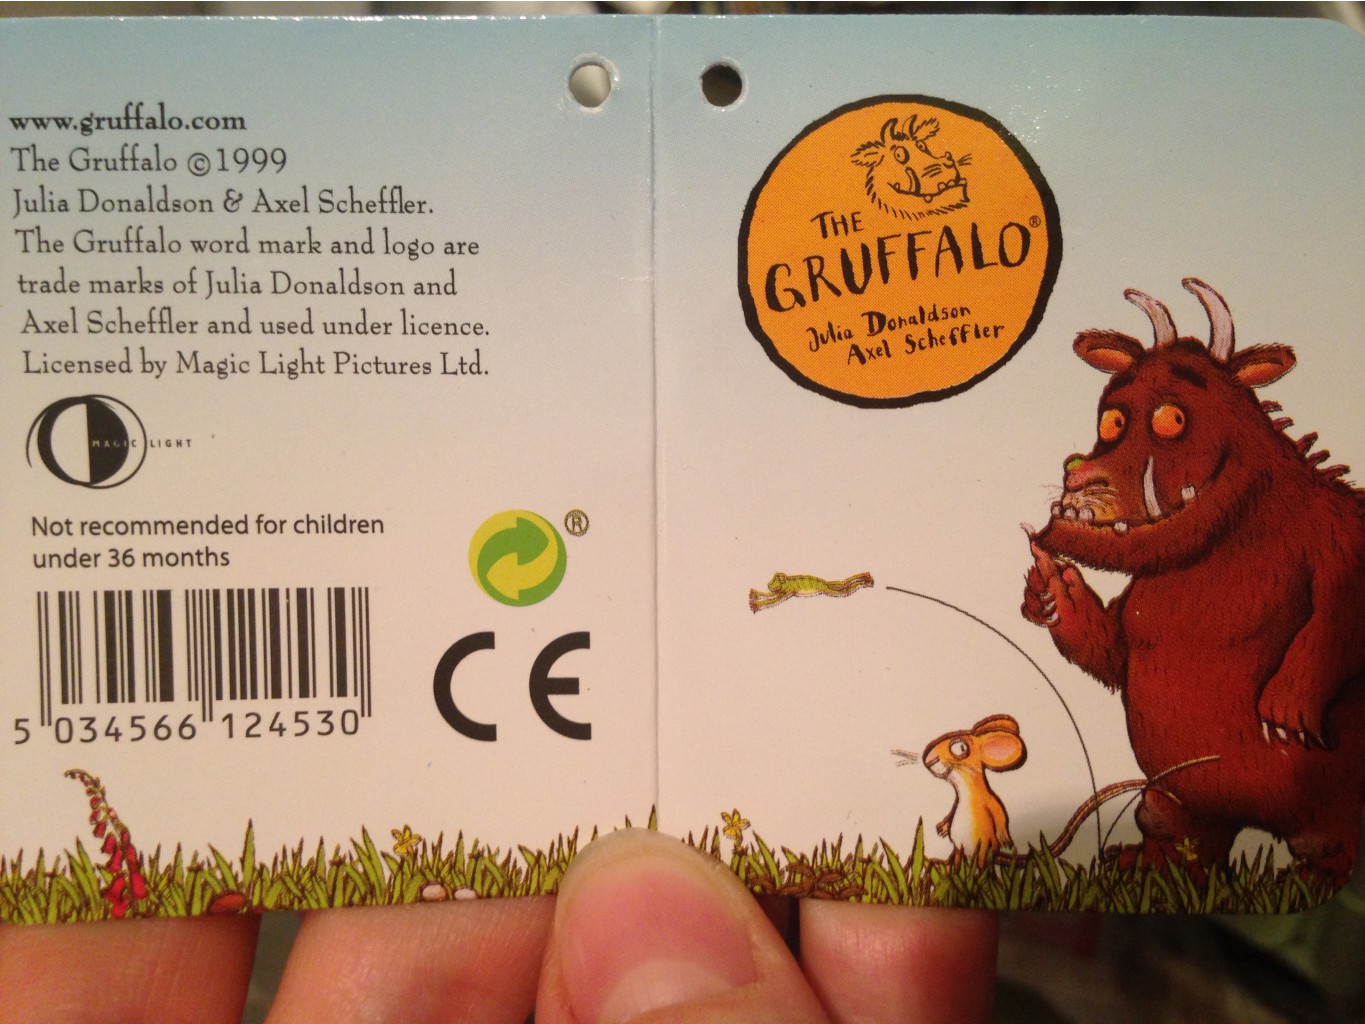 www.gruffalo.com
The Gruffalo ©1999
Julia Donaldson & Axel Scheffler.
The Gruffalo word mark and logo are
trade marks of Julia Donaldson and
Axel Scheffler and used under licence.
Licensed by Magic Light Pictures Ltd.
MAGIC LIGHT
Not recommended for children
under 36 months
®
CE
5 034566 124530
THE
GRUFFALO®
Julia Donaldson
Axel Scheffler